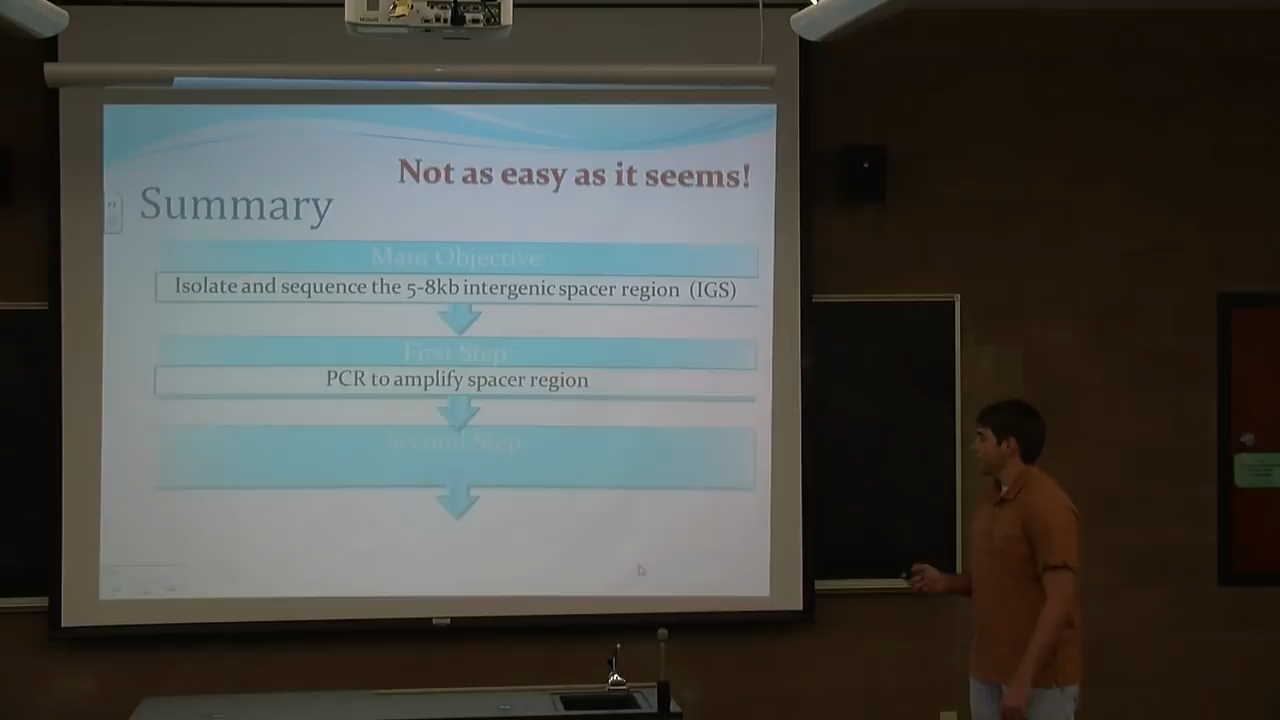 Not as easy as it seems!
Summary
Main Objective:
Isolate and sequence the 5-8kb intergenic spacer region (IGS)
First Step:
PCR to amplify spacer region
Second Step